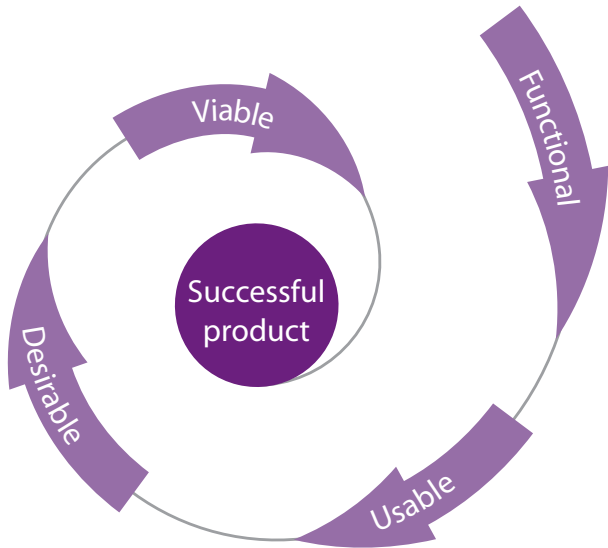 Functional
Usable
Desirable
Viable
Successful
product